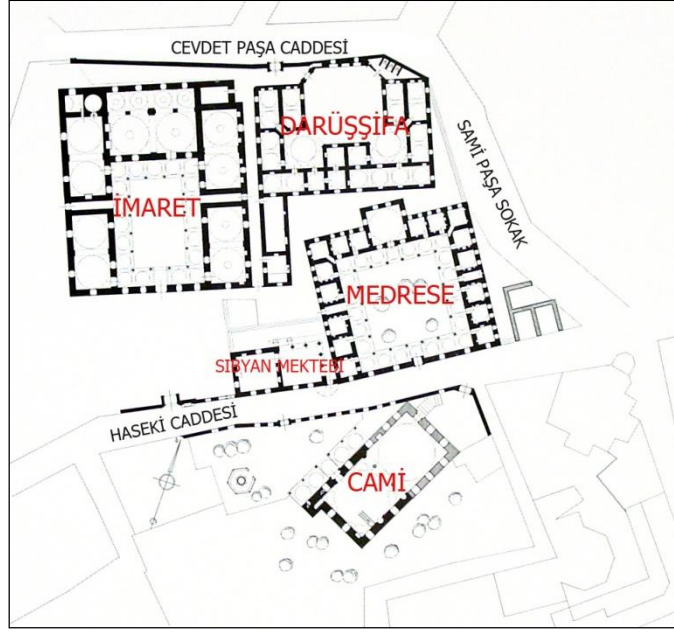 CEVDET PAŞA CADDESİ
DARÜŞŞİFA
SAMİ PAŞA SOKAK
İMARET
MEDRESE
SIBYAN MEKTEBİ
HASEKİ CADDESİ
CAMİ